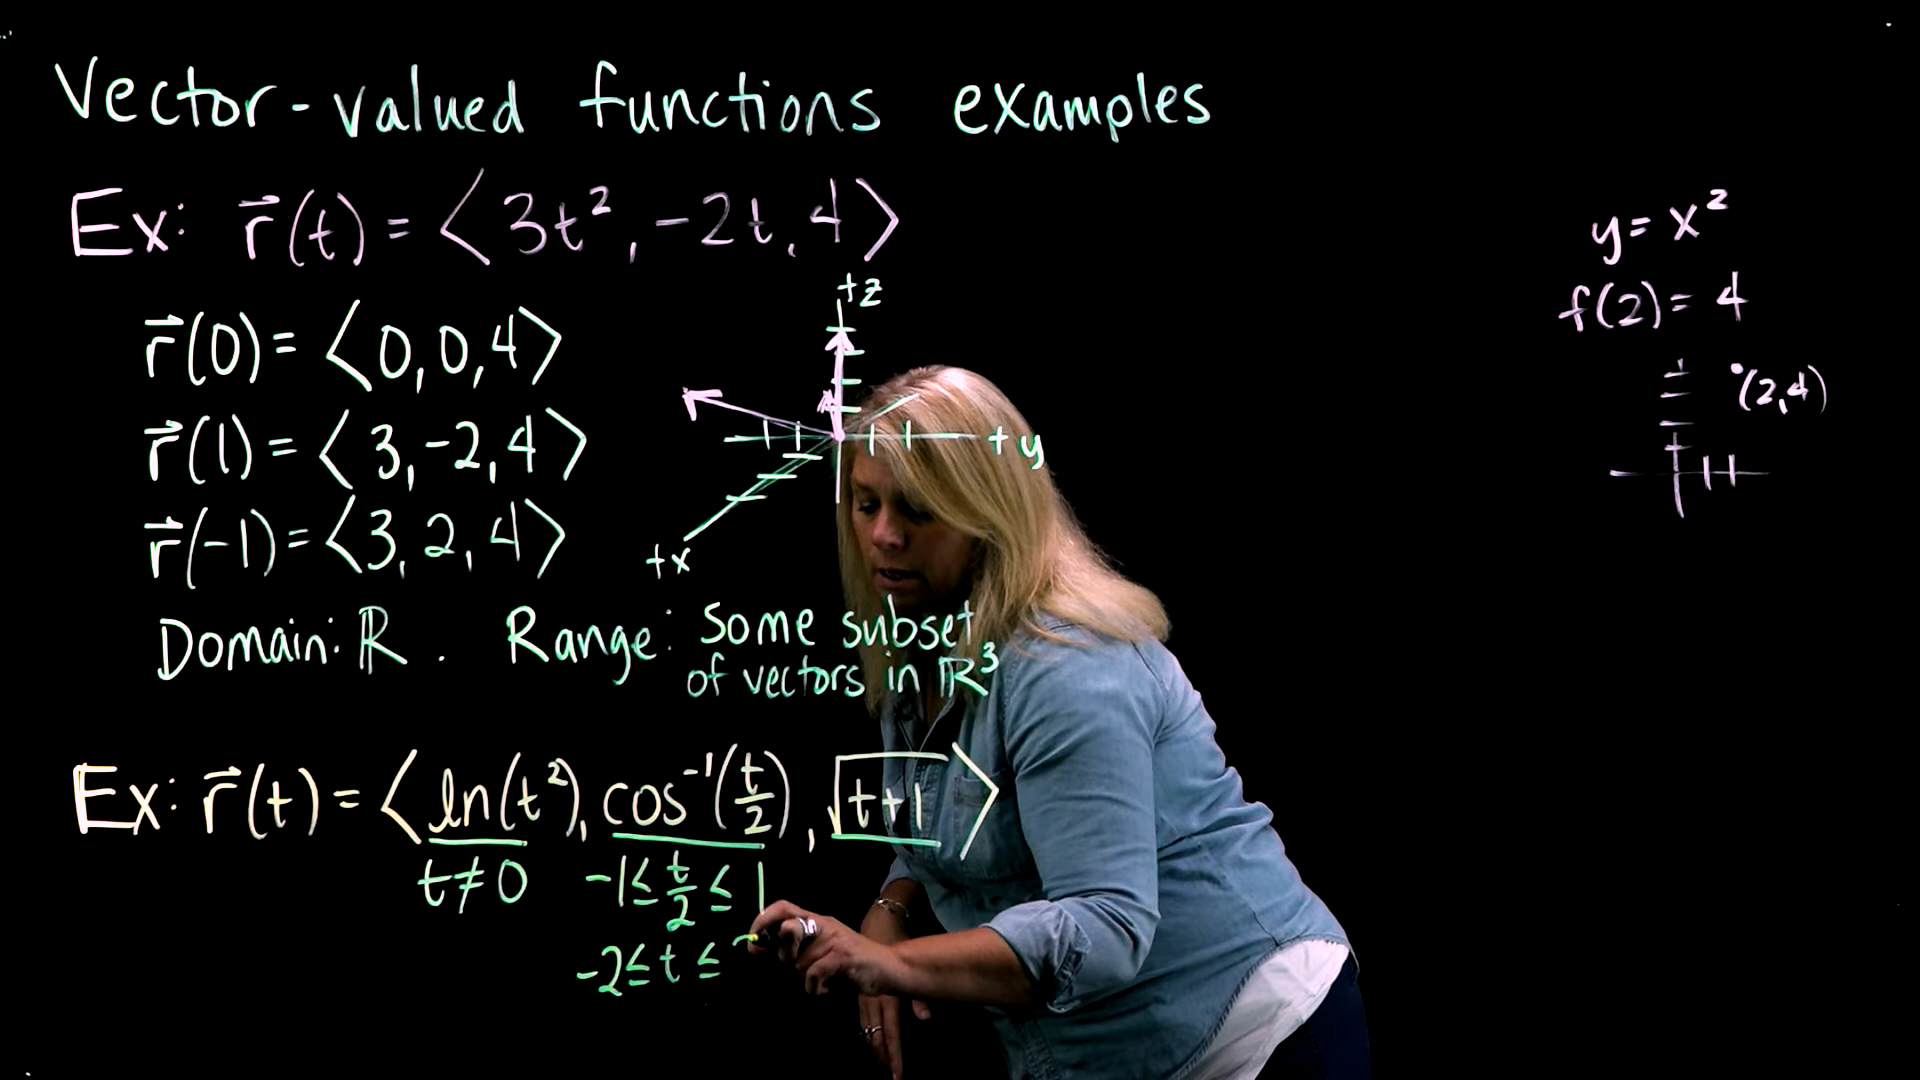 Vector-valued functions examples
Ex: r⃗(t) = ⟨3t², -2t, 4⟩
y = x²
f(2) = 4
(2,4)
r⃗(0) = ⟨0,0,4⟩
r⃗(1) = ⟨3,-2,4⟩
r⃗(-1) = ⟨3,2,4⟩
+z
+y
+x
Domain: ℝ. Range: Some subset
of vectors in ℝ³
Ex: r⃗(t) = ⟨ln(t²), cos⁻¹(t/2), √(t+1)⟩
t≠0 -1 ≤ t/2 ≤ 1
-2 ≤ t ≤